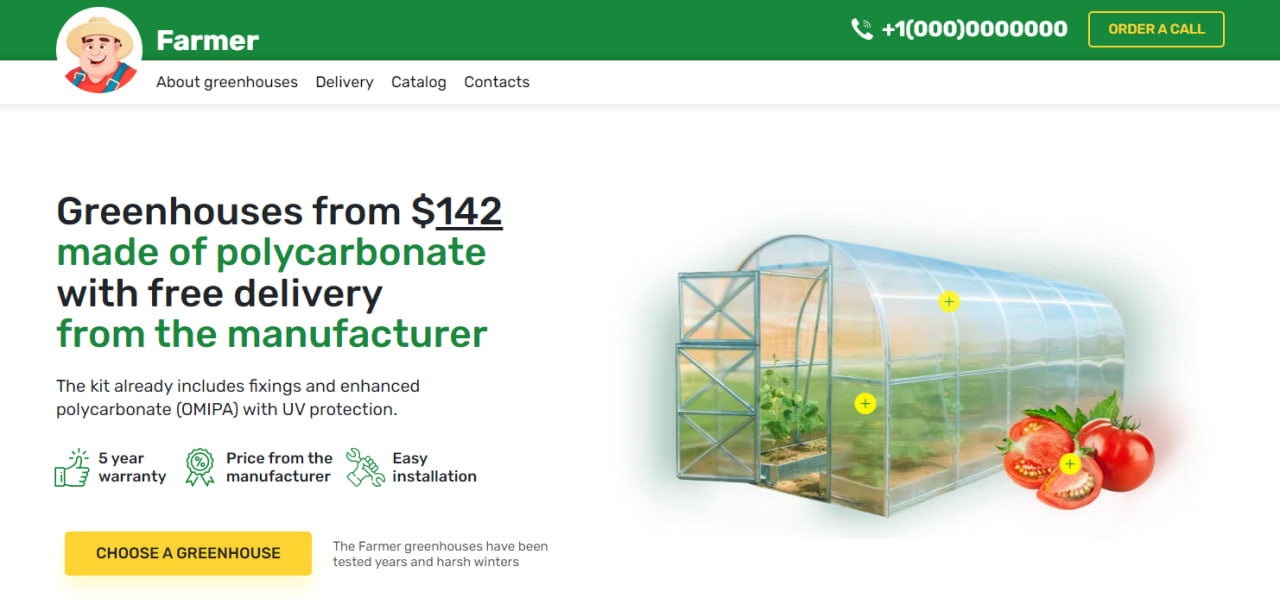 Farmer
+1(000)0000000
ORDER A CALL
About greenhouses
Delivery
Catalog
Contacts
Greenhouses from $142
made of polycarbonate
with free delivery
from the manufacturer
The kit already includes fixings and enhanced
polycarbonate (OMIPA) with UV protection.
5 year
warranty
Price from the
manufacturer
Easy
installation
CHOOSE A GREENHOUSE
The Farmer greenhouses have been
tested years and harsh winters